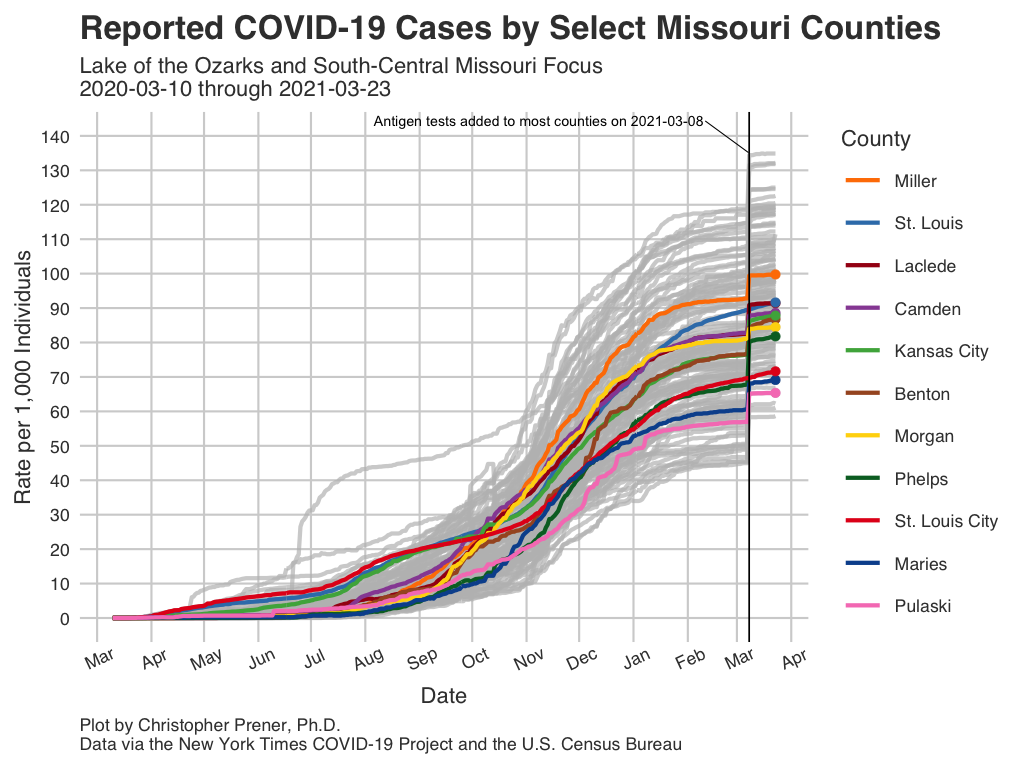 Reported COVID-19 Cases by Select Missouri Counties
Lake of the Ozarks and South-Central Missouri Focus
2020-03-10 through 2021-03-23
Antigen tests added to most counties on 2021-03-08
Rate per 1,000 Individuals
140
130
120
110
100
90
80
70
60
50
40
30
20
10
0
Mar Apr May Jun Jul Aug Sep Oct Nov Dec Jan Feb Mar Apr
Date
County
Miller
St. Louis
Laclede
Camden
Kansas City
Benton
Morgan
Phelps
St. Louis City
Maries
Pulaski
Plot by Christopher Prener, Ph.D.
Data via the New York Times COVID-19 Project and the U.S. Census Bureau